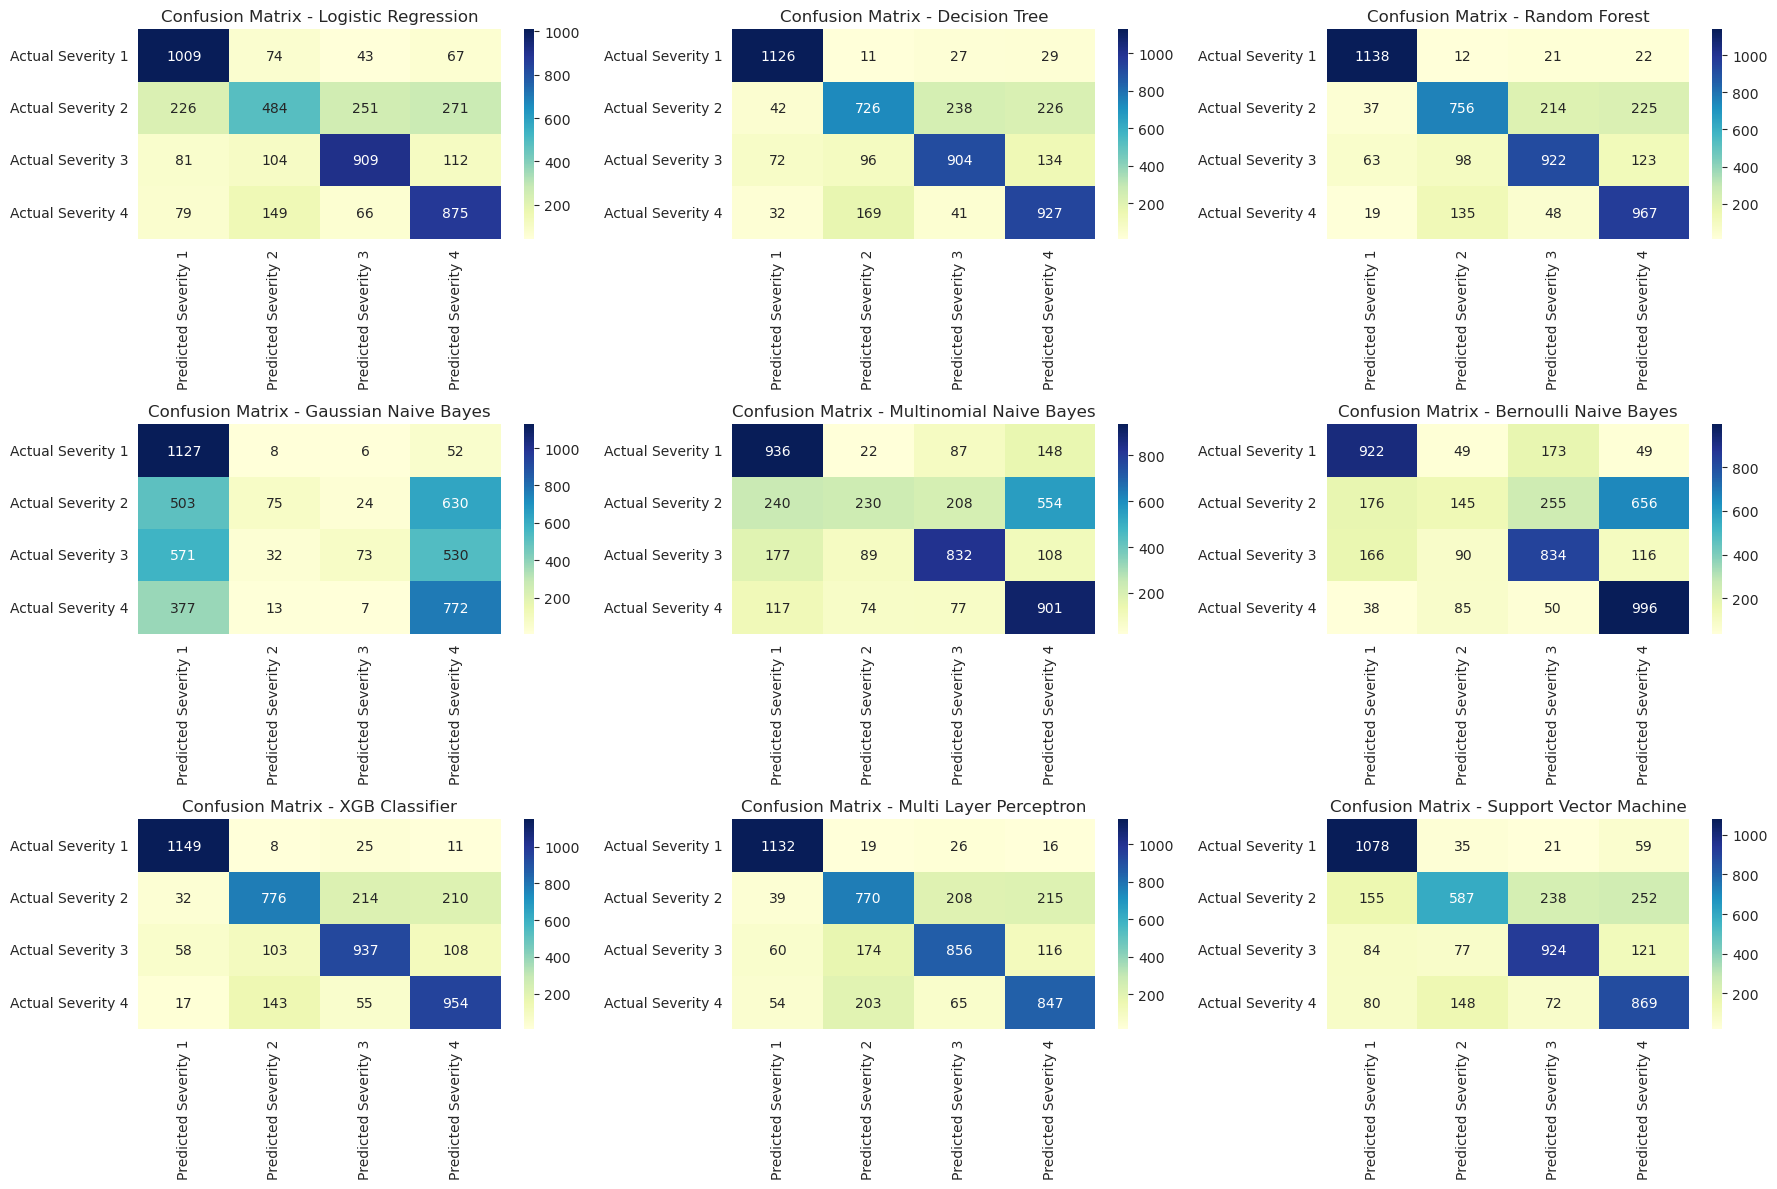 Confusion Matrix - Logistic Regression
Actual Severity 1 1009 74 43 67
Actual Severity 2 226 484 251 271
Actual Severity 3 81 104 909 112
Actual Severity 4 79 149 66 875
Predicted Severity 1
Predicted Severity 2
Predicted Severity 3
Predicted Severity 4
1000
800
600
400
200
Confusion Matrix - Decision Tree
Actual Severity 1 1126 11 27 29
Actual Severity 2 42 726 238 226
Actual Severity 3 72 96 904 134
Actual Severity 4 32 169 41 927
Predicted Severity 1
Predicted Severity 2
Predicted Severity 3
Predicted Severity 4
1000
800
600
400
200
Confusion Matrix - Random Forest
Actual Severity 1 1138 12 21 22
Actual Severity 2 37 756 214 225
Actual Severity 3 63 98 922 123
Actual Severity 4 19 135 48 967
Predicted Severity 1
Predicted Severity 2
Predicted Severity 3
Predicted Severity 4
1000
800
600
400
200
Confusion Matrix - Gaussian Naive Bayes
Actual Severity 1 1127 8 6 52
Actual Severity 2 503 75 24 630
Actual Severity 3 571 32 73 530
Actual Severity 4 377 13 7 772
Predicted Severity 1
Predicted Severity 2
Predicted Severity 3
Predicted Severity 4
1000
800
600
400
200
Confusion Matrix - Multinomial Naive Bayes
Actual Severity 1 936 22 87 148
Actual Severity 2 240 230 208 554
Actual Severity 3 177 89 832 108
Actual Severity 4 117 74 77 901
Predicted Severity 1
Predicted Severity 2
Predicted Severity 3
Predicted Severity 4
800
600
400
200
Confusion Matrix - Bernoulli Naive Bayes
Actual Severity 1 922 49 173 49
Actual Severity 2 176 145 255 656
Actual Severity 3 166 90 834 116
Actual Severity 4 38 85 50 996
Predicted Severity 1
Predicted Severity 2
Predicted Severity 3
Predicted Severity 4
800
600
400
200
Confusion Matrix - XGB Classifier
Actual Severity 1 1149 8 25 11
Actual Severity 2 32 776 214 210
Actual Severity 3 58 103 937 108
Actual Severity 4 17 143 55 954
Predicted Severity 1
Predicted Severity 2
Predicted Severity 3
Predicted Severity 4
1000
800
600
400
200
Confusion Matrix - Multi Layer Perceptron
Actual Severity 1 1132 19 26 16
Actual Severity 2 39 770 208 215
Actual Severity 3 60 174 856 116
Actual Severity 4 54 203 65 847
Predicted Severity 1
Predicted Severity 2
Predicted Severity 3
Predicted Severity 4
1000
800
600
400
200
Confusion Matrix - Support Vector Machine
Actual Severity 1 1078 35 21 59
Actual Severity 2 155 587 238 252
Actual Severity 3 84 77 924 121
Actual Severity 4 80 148 72 869
Predicted Severity 1
Predicted Severity 2
Predicted Severity 3
Predicted Severity 4
1000
800
600
400
200